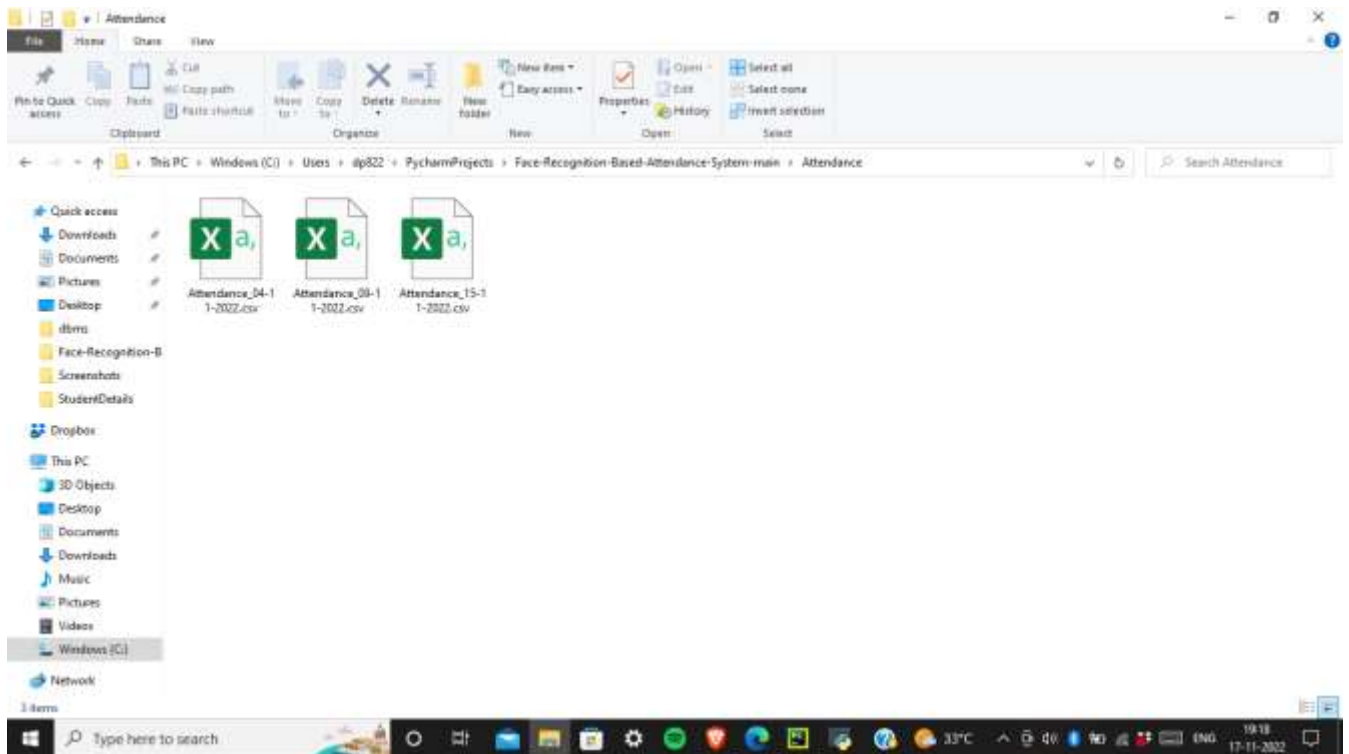 Attendance
File Home Share View
Pin to Quick access
Copy
Paste
Cut
Copy path
Paste shortcut
Clipboard
Move to
Copy to
Delete
Rename
Organize
New folder
New item
Easy access
New
Properties
Open
Edit
History
Open
Select all
Select none
Invert selection
Select
This PC › Windows (C:) › Users › dp822 › PycharmProjects › Face-Recognition-Based-Attendance-System-main › Attendance
Search Attendance
Quick access
Downloads
Documents
Pictures
Desktop
dbms
Face-Recognition-B
Screenshots
StudentDetails
Dropbox
This PC
3D Objects
Desktop
Documents
Downloads
Music
Pictures
Videos
Windows (C:)
Network
X a,
Attendance_04-1
1-2022.csv
X a,
1-2022.csv
X a,
Attendance_15-1
1-2022.csv
3 items
Type here to search
33°C
ENG
19:18
17-11-2022